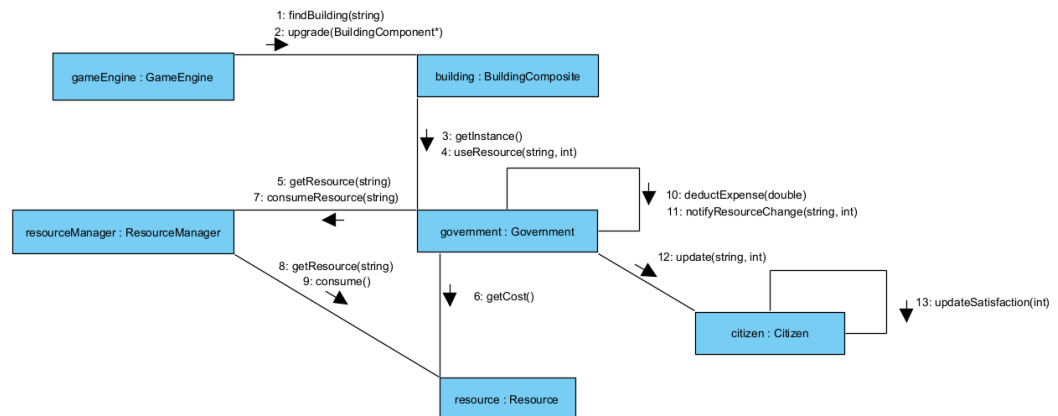 1: findBuilding(string)
2: upgrade(BuildingComponent*)
gameEngine : GameEngine
building : BuildingComposite
3: getInstance()
4: useResource(string, int)
5: getResource(string)
7: consumeResource(string)
10: deductExpense(double)
11: notifyResourceChange(string, int)
resourceManager : ResourceManager
government : Government
12: update(string, int)
8: getResource(string)
9: consume()
6: getCost()
13: updateSatisfaction(int)
citizen : Citizen
resource : Resource